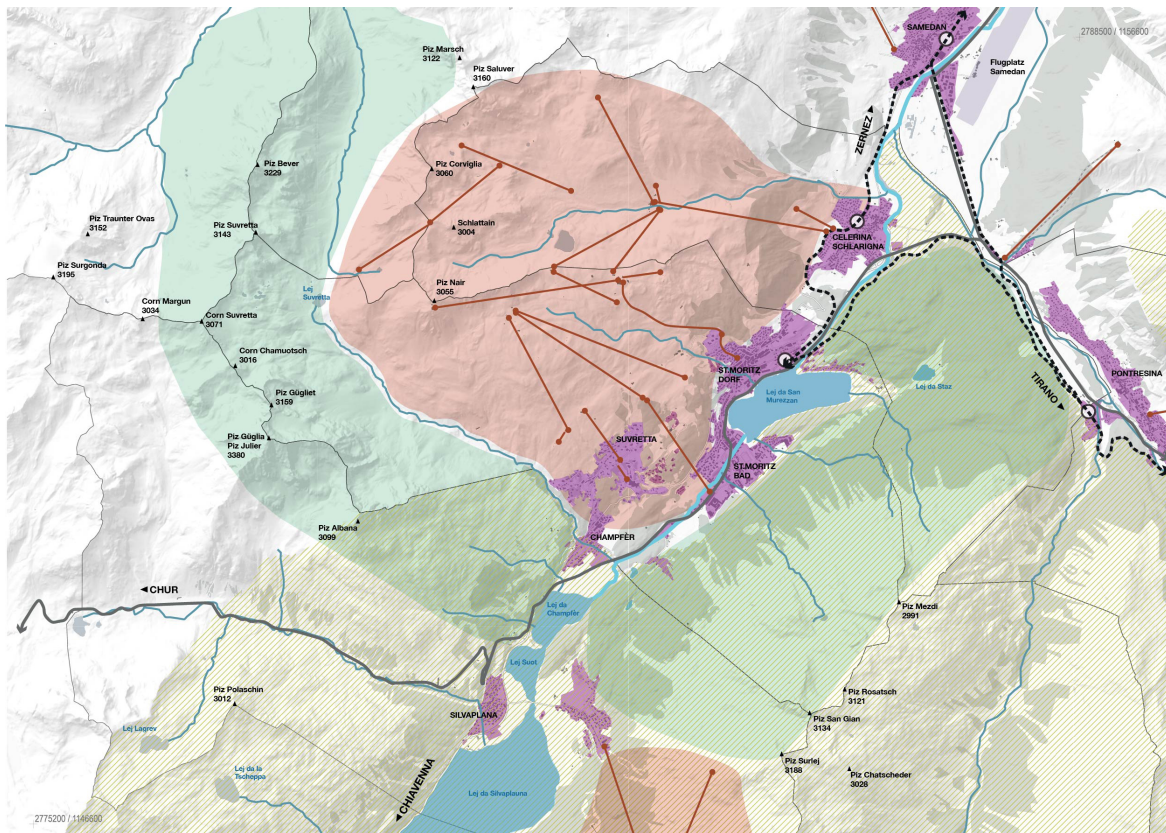 SAMEDAN
2788500 / 1156600
Piz Marsch
3122
Piz Saluver
3160
Flugplatz
Samedan
ZERNEZ
Piz Bever
3229
Piz Corviglia
3060
Piz Traunter Ovas
3152
Piz Suvretta
3143
Schlattain
3004
CELERINA
SCHLARIGNA
Piz Surgonda
3195
Lej
Suvretta
Piz Nair
3055
Corn Margun
3034
Corn Suvretta
3071
Corn Chamuotsch
3016
ST.MORITZ
DORF
Lej da San
Murezzan
Lej da Staz
PONTRESINA
TIRANO
Piz Gügliet
3159
Piz Güglia
Piz Julier
3380
SUVRETTA
ST.MORITZ
BAD
Piz Albana
3099
CHAMPFÈR
CHUR
Lej da
Champfèr
Piz Mezdi
2991
Lej Suot
Piz Polaschin
3012
Piz Rosatsch
3121
SILVAPLANA
Piz San Gian
3134
Lej Lagrev
Piz Surlej
3188
Lej da la
Tscheppa
Piz Chatscheder
3028
CHIAVENNA
Lej da Silvaplauna
2775200 / 1146600